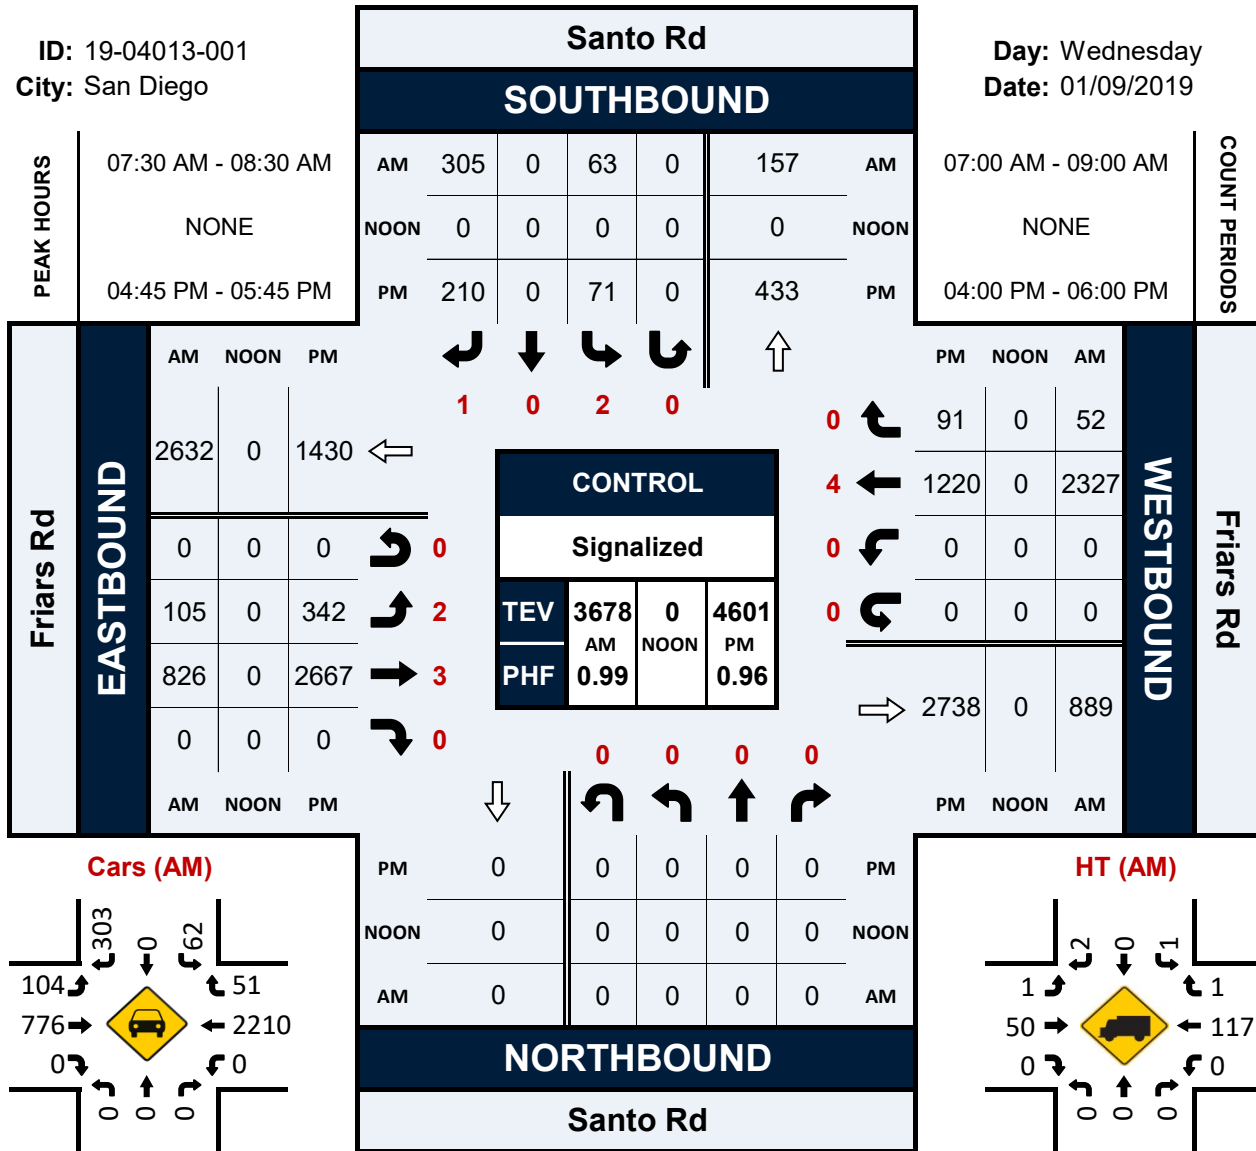 Santo Rd
ID: 19-04013-001
City: San Diego
Day: Wednesday
Date: 01/09/2019
SOUTHBOUND
PEAK HOURS
07:30 AM - 08:30 AM
NONE
04:45 PM - 05:45 PM
AM 305 0 63 0 157 AM
NOON 0 0 0 0 0 NOON
PM 210 0 71 0 433 PM
07:00 AM - 09:00 AM
NONE
04:00 PM - 06:00 PM
COUNT PERIODS
1 0 2 0
Friars Rd
EASTBOUND
AM NOON PM
2632 0 1430
0 0 0 0
105 0 342 2
826 0 2667 3
0 0 0 0
AM NOON PM
CONTROL
Signalized
TEV 3678 0 4601
AM NOON PM
PHF 0.99 0.96
PM NOON AM
0 91 0 52
4 1220 0 2327
0 0 0 0
0 0 0 0
2738 0 889
PM NOON AM
WESTBOUND
Friars Rd
0 0 0 0
PM 0 0 0 0 0 PM
NOON 0 0 0 0 0 NOON
AM 0 0 0 0 0 AM
NORTHBOUND
Santo Rd
Cars (AM)
303 0 62
104 51
776 2210
0 0
0 0 0
HT (AM)
2 0 1
1 1
50 117
0 0
0 0 0